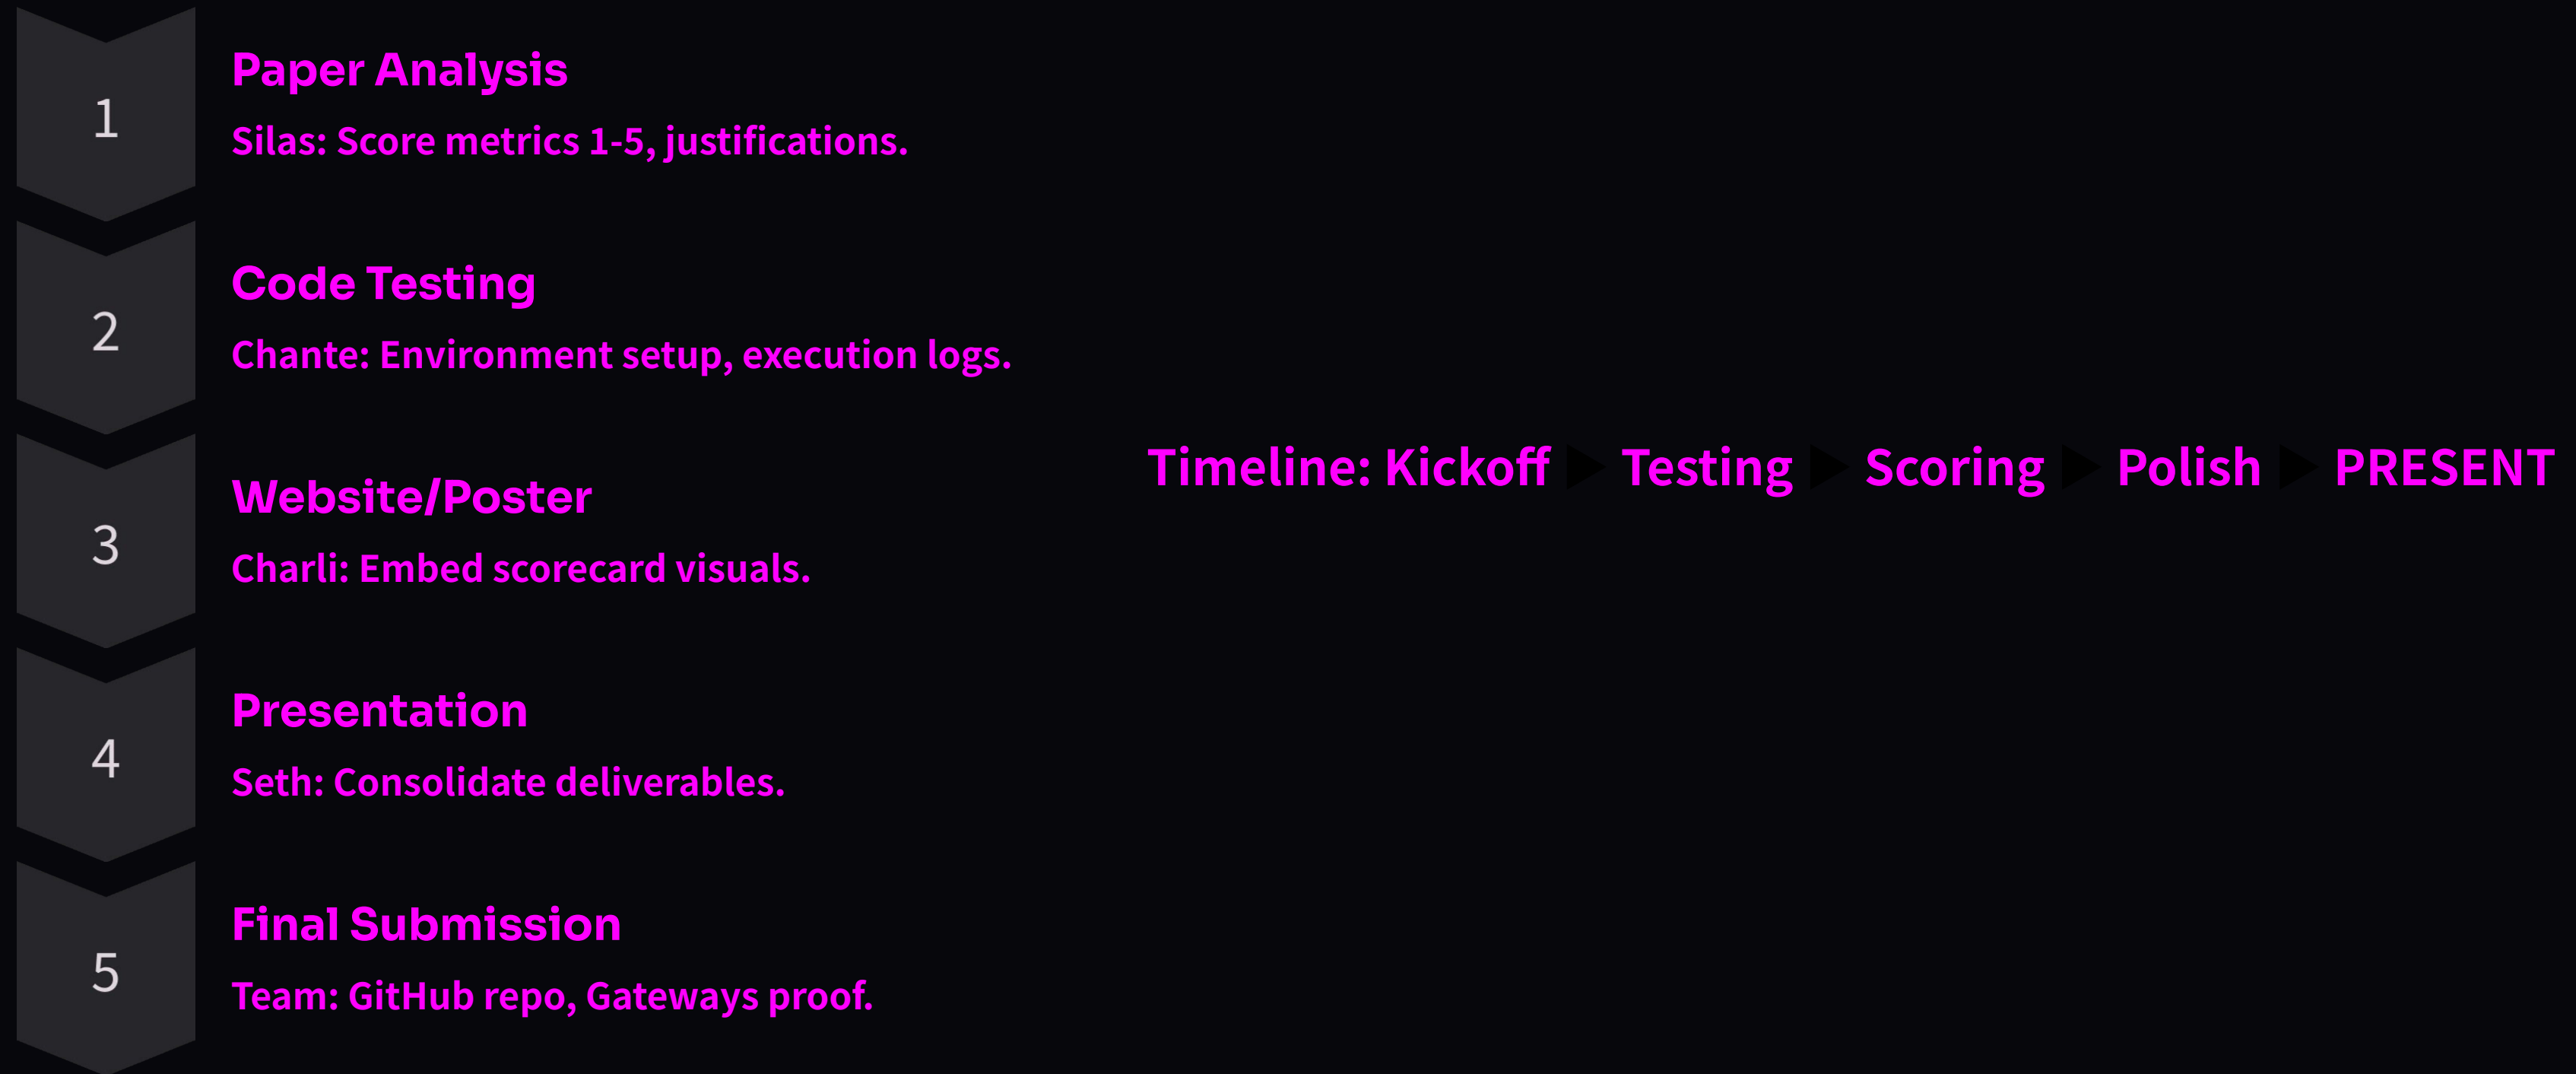 1
Paper Analysis
Silas: Score metrics 1-5, justifications.
2
Code Testing
Chante: Environment setup, execution logs.
3
Website/Poster
Charli: Embed scorecard visuals.
4
Presentation
Seth: Consolidate deliverables.
5
Final Submission
Team: GitHub repo, Gateways proof.
Timeline: Kickoff ▶ Testing ▶ Scoring ▶ Polish ▶ PRESENT